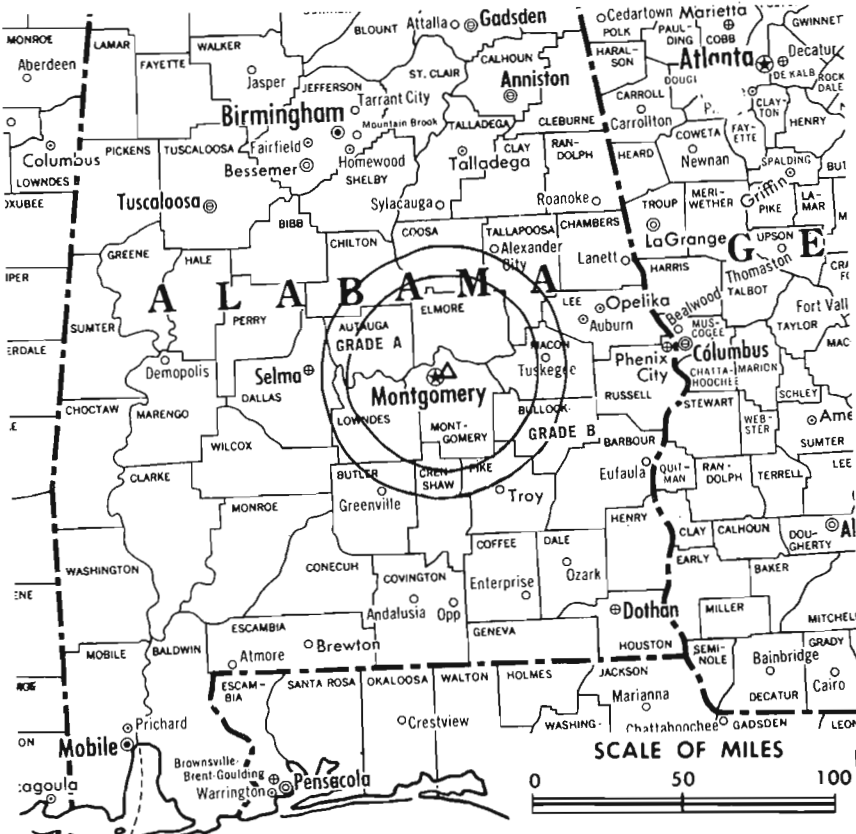 Cedartown
Marietta
MONROE
LAMAR
WALKER
BLOUNT
Attalla
Gadsden
POLK
PAUL-
DING
COBB
GWINNET
Aberdeen
FAYETTE
Jasper
ST. CLAIR
CALHOUN
HARAL-
SON
Atlanta
Decatur
DE KALB
JEFFERSON
Anniston
DOUGL
ROCK
DALE
Birmingham
Tarrant City
CARROLL
Carrollton
CLAY-
TON
HENRY
Mountain Brook
TALLADEGA
CLEBURNE
COWETA
FAY-
ETTE
Columbus
PICKENS
TUSCALOOSA
Fairfield
Homewood
CLAY
RAN-
DOLPH
HEARD
Newnan
SPALDING
BUT
LOWNDES
Bessemer
SHELBY
Talladega
Griffin
OXUBEE
Tuscaloosa
Sylacauga
Roanoke
TROUP
MERI-
WETHER
PIKE
LA-
MAR
BIBB
COOSA
TALLAPOOSA
CHAMBERS
LaGrange
UPSON
G E
GREENE
HALE
CHILTON
Alexander
City
Lanett
HARRIS
Thomaston
TALBOT
A L A B A M A
ELMORE
LEE
Opelika
Auburn
Bealwood
Fort Vall
SUMTER
PERRY
AUTAUGA
GRADE A
MACON
Tuskegee
MUS-
COGEE
TAYLOR
ERDALE
Demopolis
Selma
DALLAS
Montgomery
Phenix
City
Columbus
CHATTA-
HOOCHEE
MARION
MAC
CHOCTAW
MARENGO
LOWNDES
MONT-
GOMERY
BULLOCK
RUSSELL
STEWART
SCHLEY
Ame
GRADE B
WEB-
STER
SUMTER
WILCOX
BARBOUR
CLARKE
BUTLER
CREN-
SHAW
PIKE
Eufaula
QUIT-
MAN
RAN-
DOLPH
TERRELL
LEE
Greenville
Troy
MONROE
HENRY
CLAY
CALHOUN
DOU-
GHERTY
Al
WASHINGTON
CONECUH
COFFEE
DALE
EARLY
BAKER
COVINGTON
Enterprise
Ozark
Andalusia
Opp
Dothan
MILLER
MITCHEL
ESCAMBIA
GENEVA
HOUSTON
MOBILE
BALDWIN
Atmore
Brewton
SEMI-
NOLE
Bainbridge
GRADY
ESCAM-
BIA
SANTA ROSA
OKALOOSA
WALTON
HOLMES
JACKSON
DECATUR
Cairo
Marianna
Prichard
Crestview
WASHING-
Chattahoochee
GADSDEN
LEON
Mobile
SCALE OF MILES
Brownsville-
Brent-Goulding
Warrington
Pensacola
0 50 100
cagoula